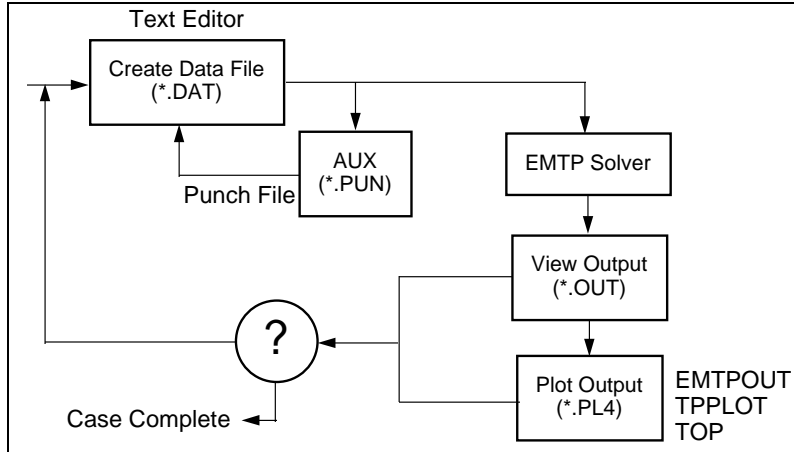 Text Editor
Create Data File
(*.DAT)
AUX
(*.PUN)
Punch File
EMTP Solver
View Output
(*.OUT)
?
Plot Output
(*.PL4)
EMTPOUT
TPPLOT
TOP
Case Complete